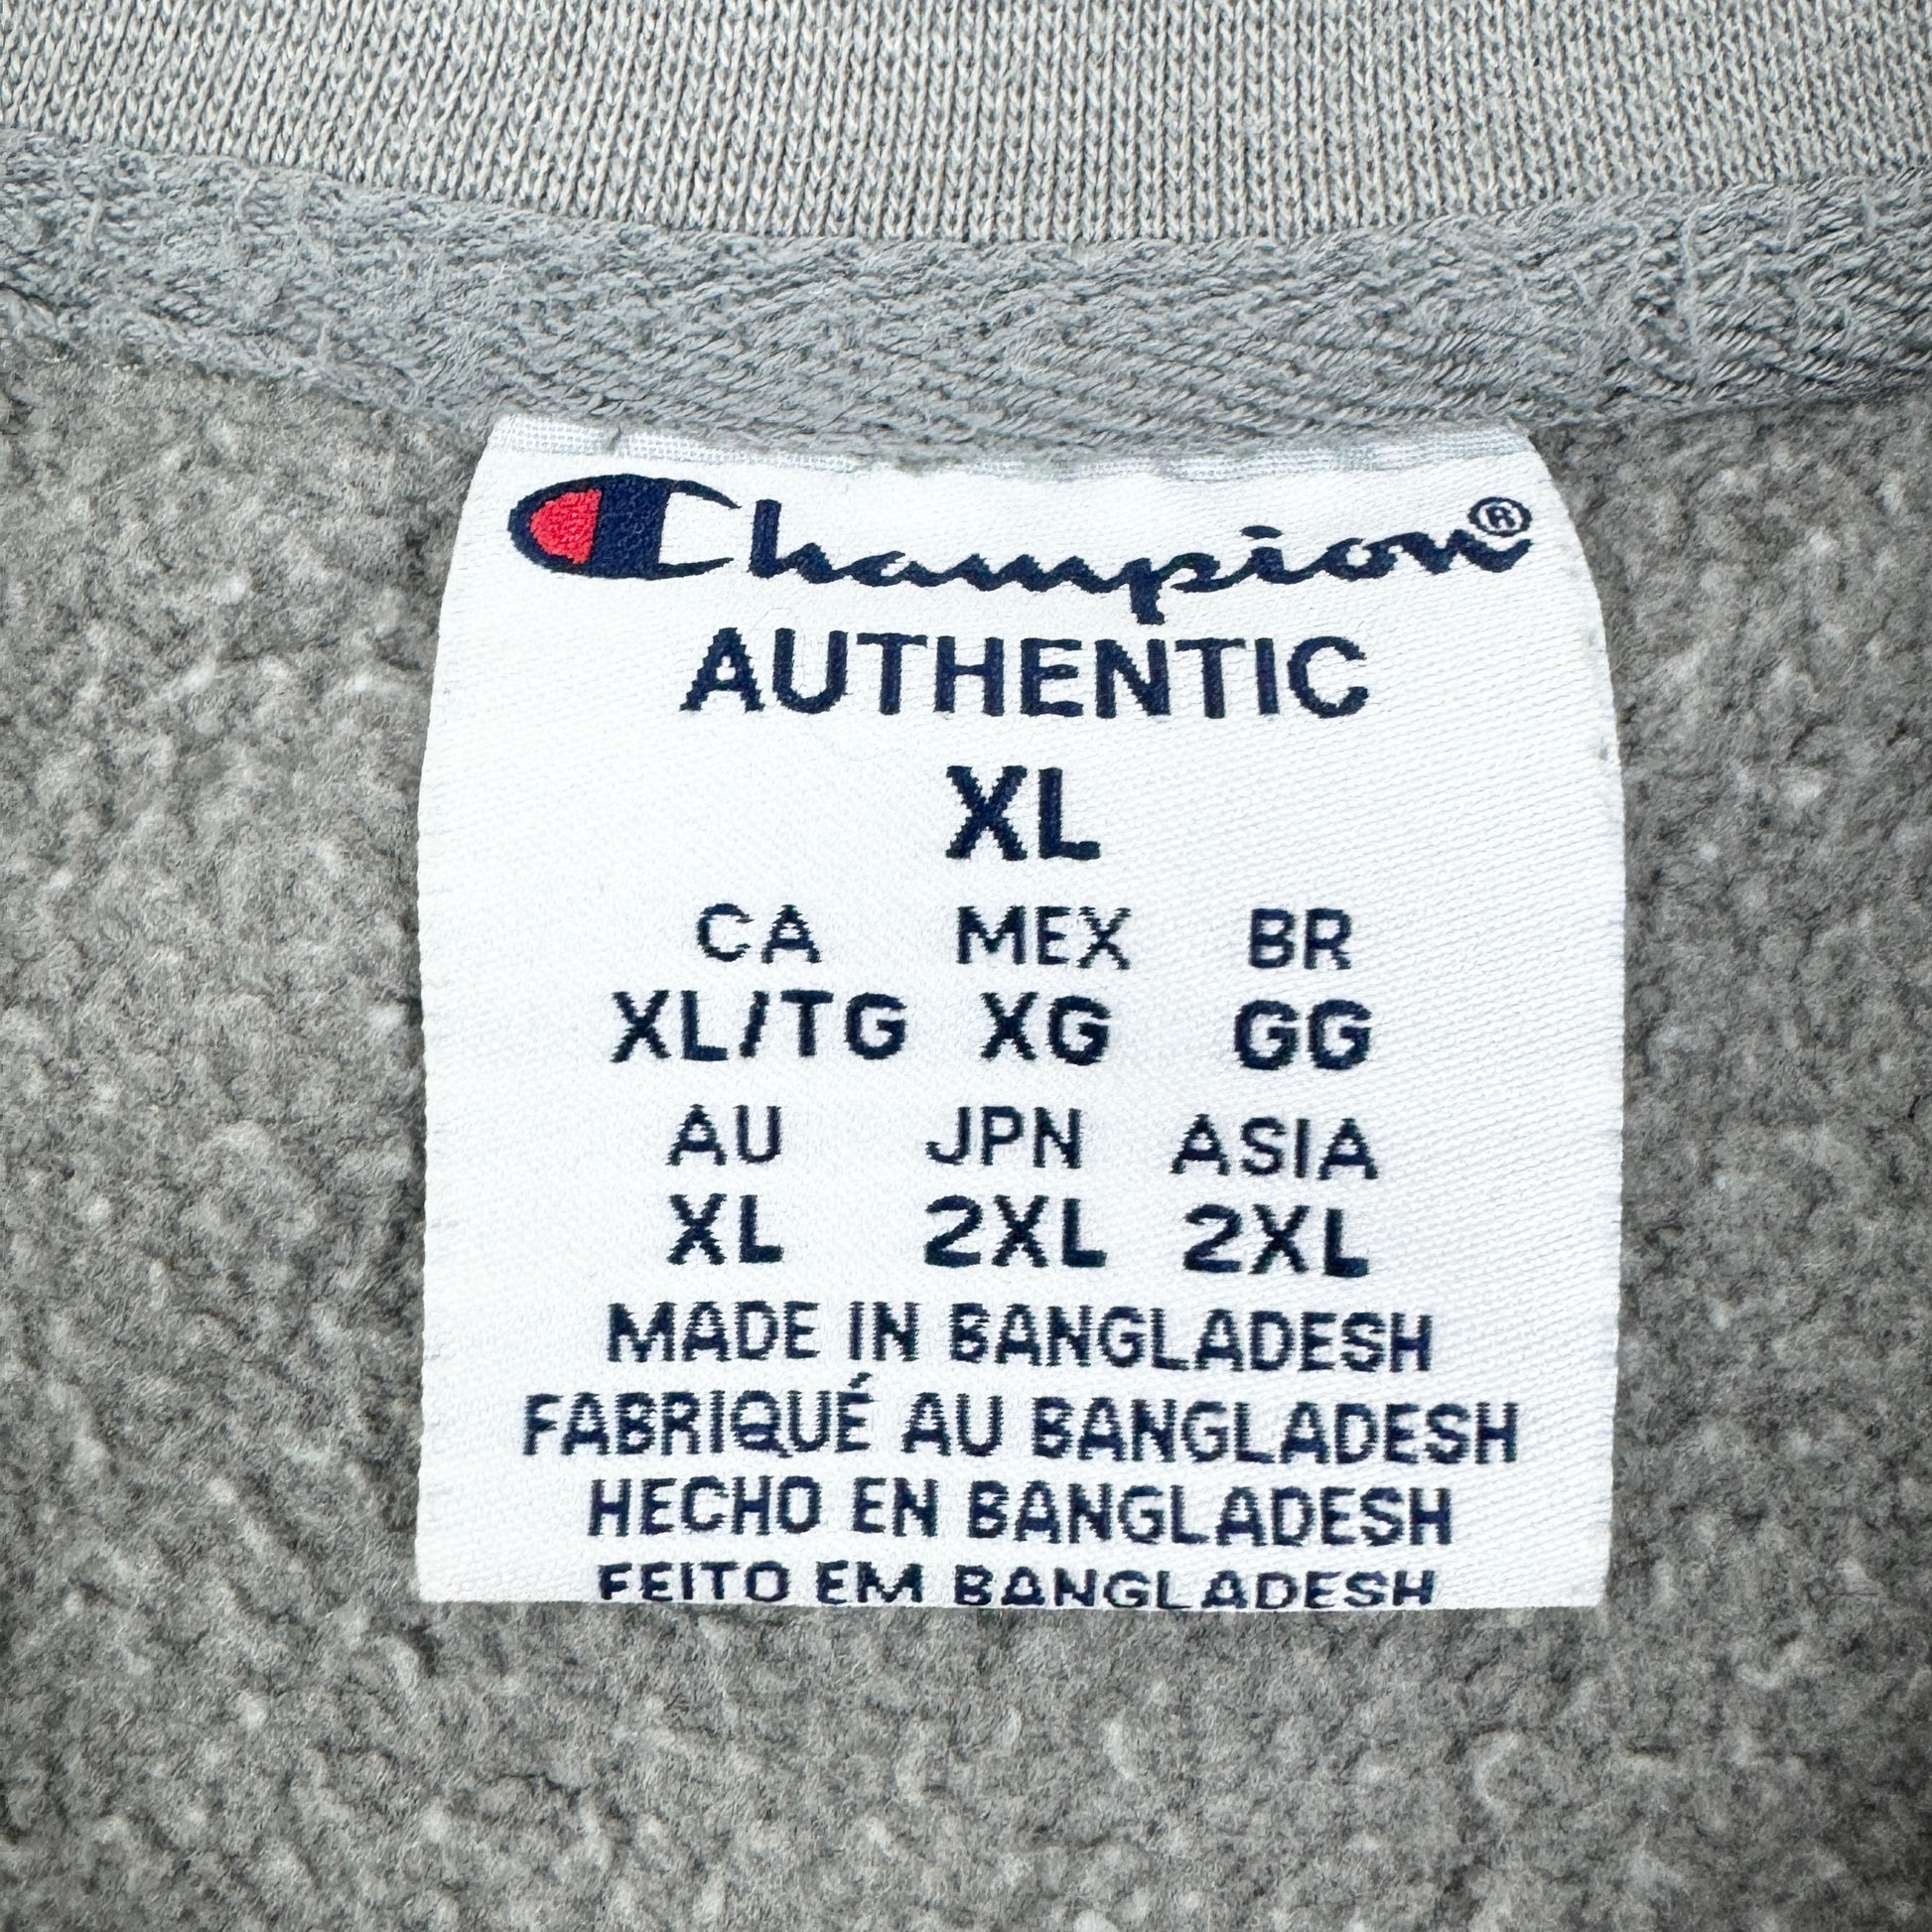 Champion®
AUTHENTIC
XL
CA MEX BR
XL/TG XG GG
AU JPN ASIA
XL 2XL 2XL
MADE IN BANGLADESH
FABRIQUÉ AU BANGLADESH
HECHO EN BANGLADESH
FEITO EM BANGLADESH